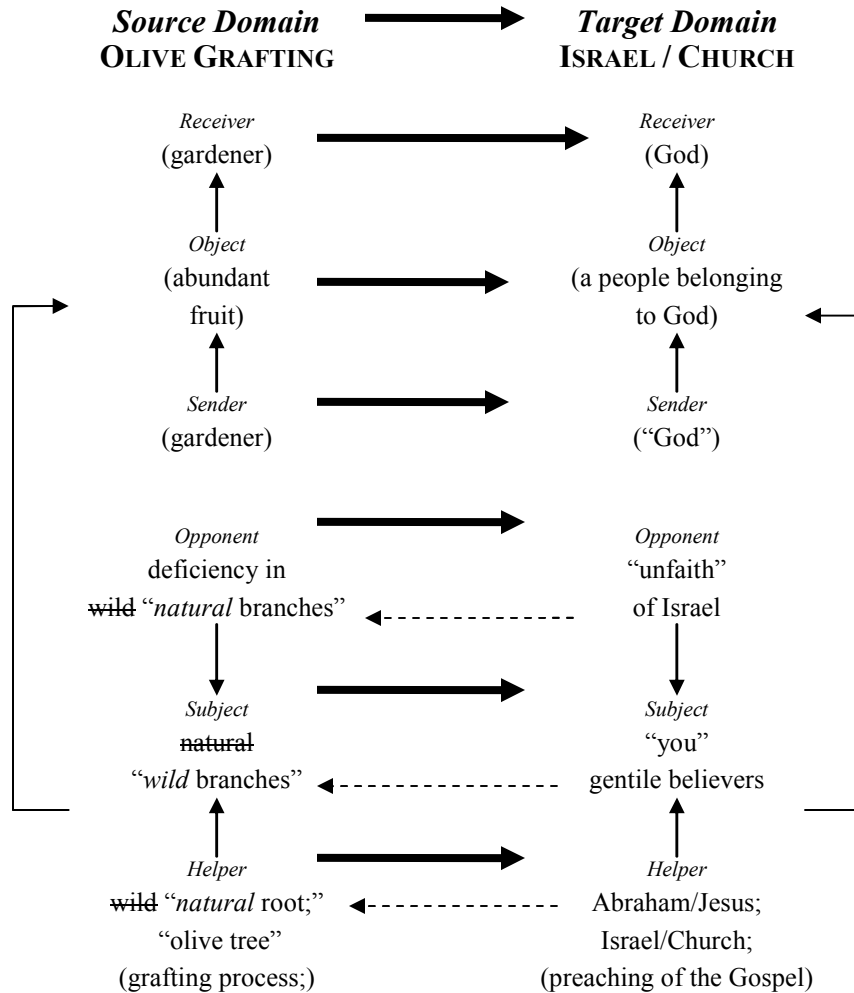 Source Domain
OLIVE GRAFTING
Target Domain
ISRAEL / CHURCH
Receiver
(gardener)
Receiver
(God)
Object
(abundant
fruit)
Object
(a people belonging
to God)
Sender
(gardener)
Sender
(“God”)
Opponent
deficiency in
wild “natural branches”
Opponent
“unfaith”
of Israel
Subject
natural
“wild branches”
Subject
“you”
gentile believers
Helper
wild “natural root;”
“olive tree”
(grafting process;)
Helper
Abraham/Jesus;
Israel/Church;
(preaching of the Gospel)